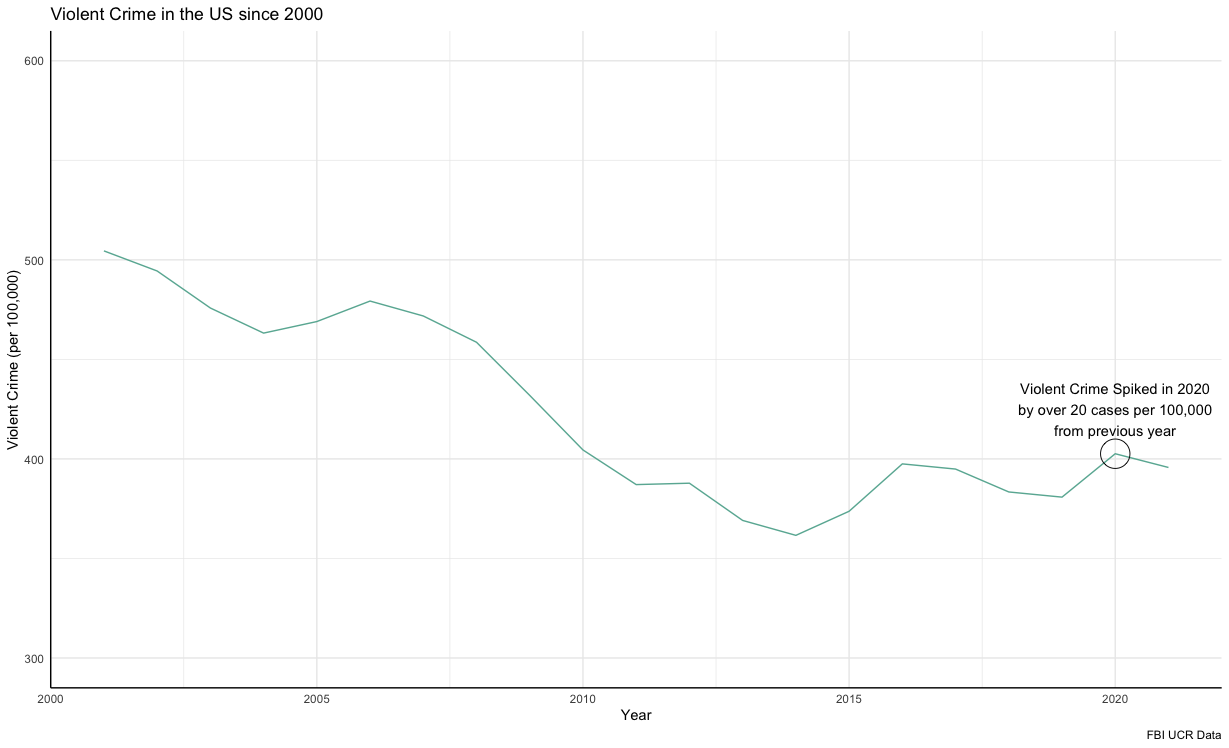 Violent Crime in the US since 2000
Violent Crime (per 100,000)
600
500
400
300
Violent Crime Spiked in 2020
by over 20 cases per 100,000
from previous year
2000
2005
2010
2015
2020
Year
FBI UCR Data